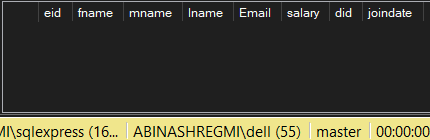 eid fname mname lname Email salary did joindate
MI\sqlexpress (16... ABINASHREGMI\dell (55) master 00:00:00